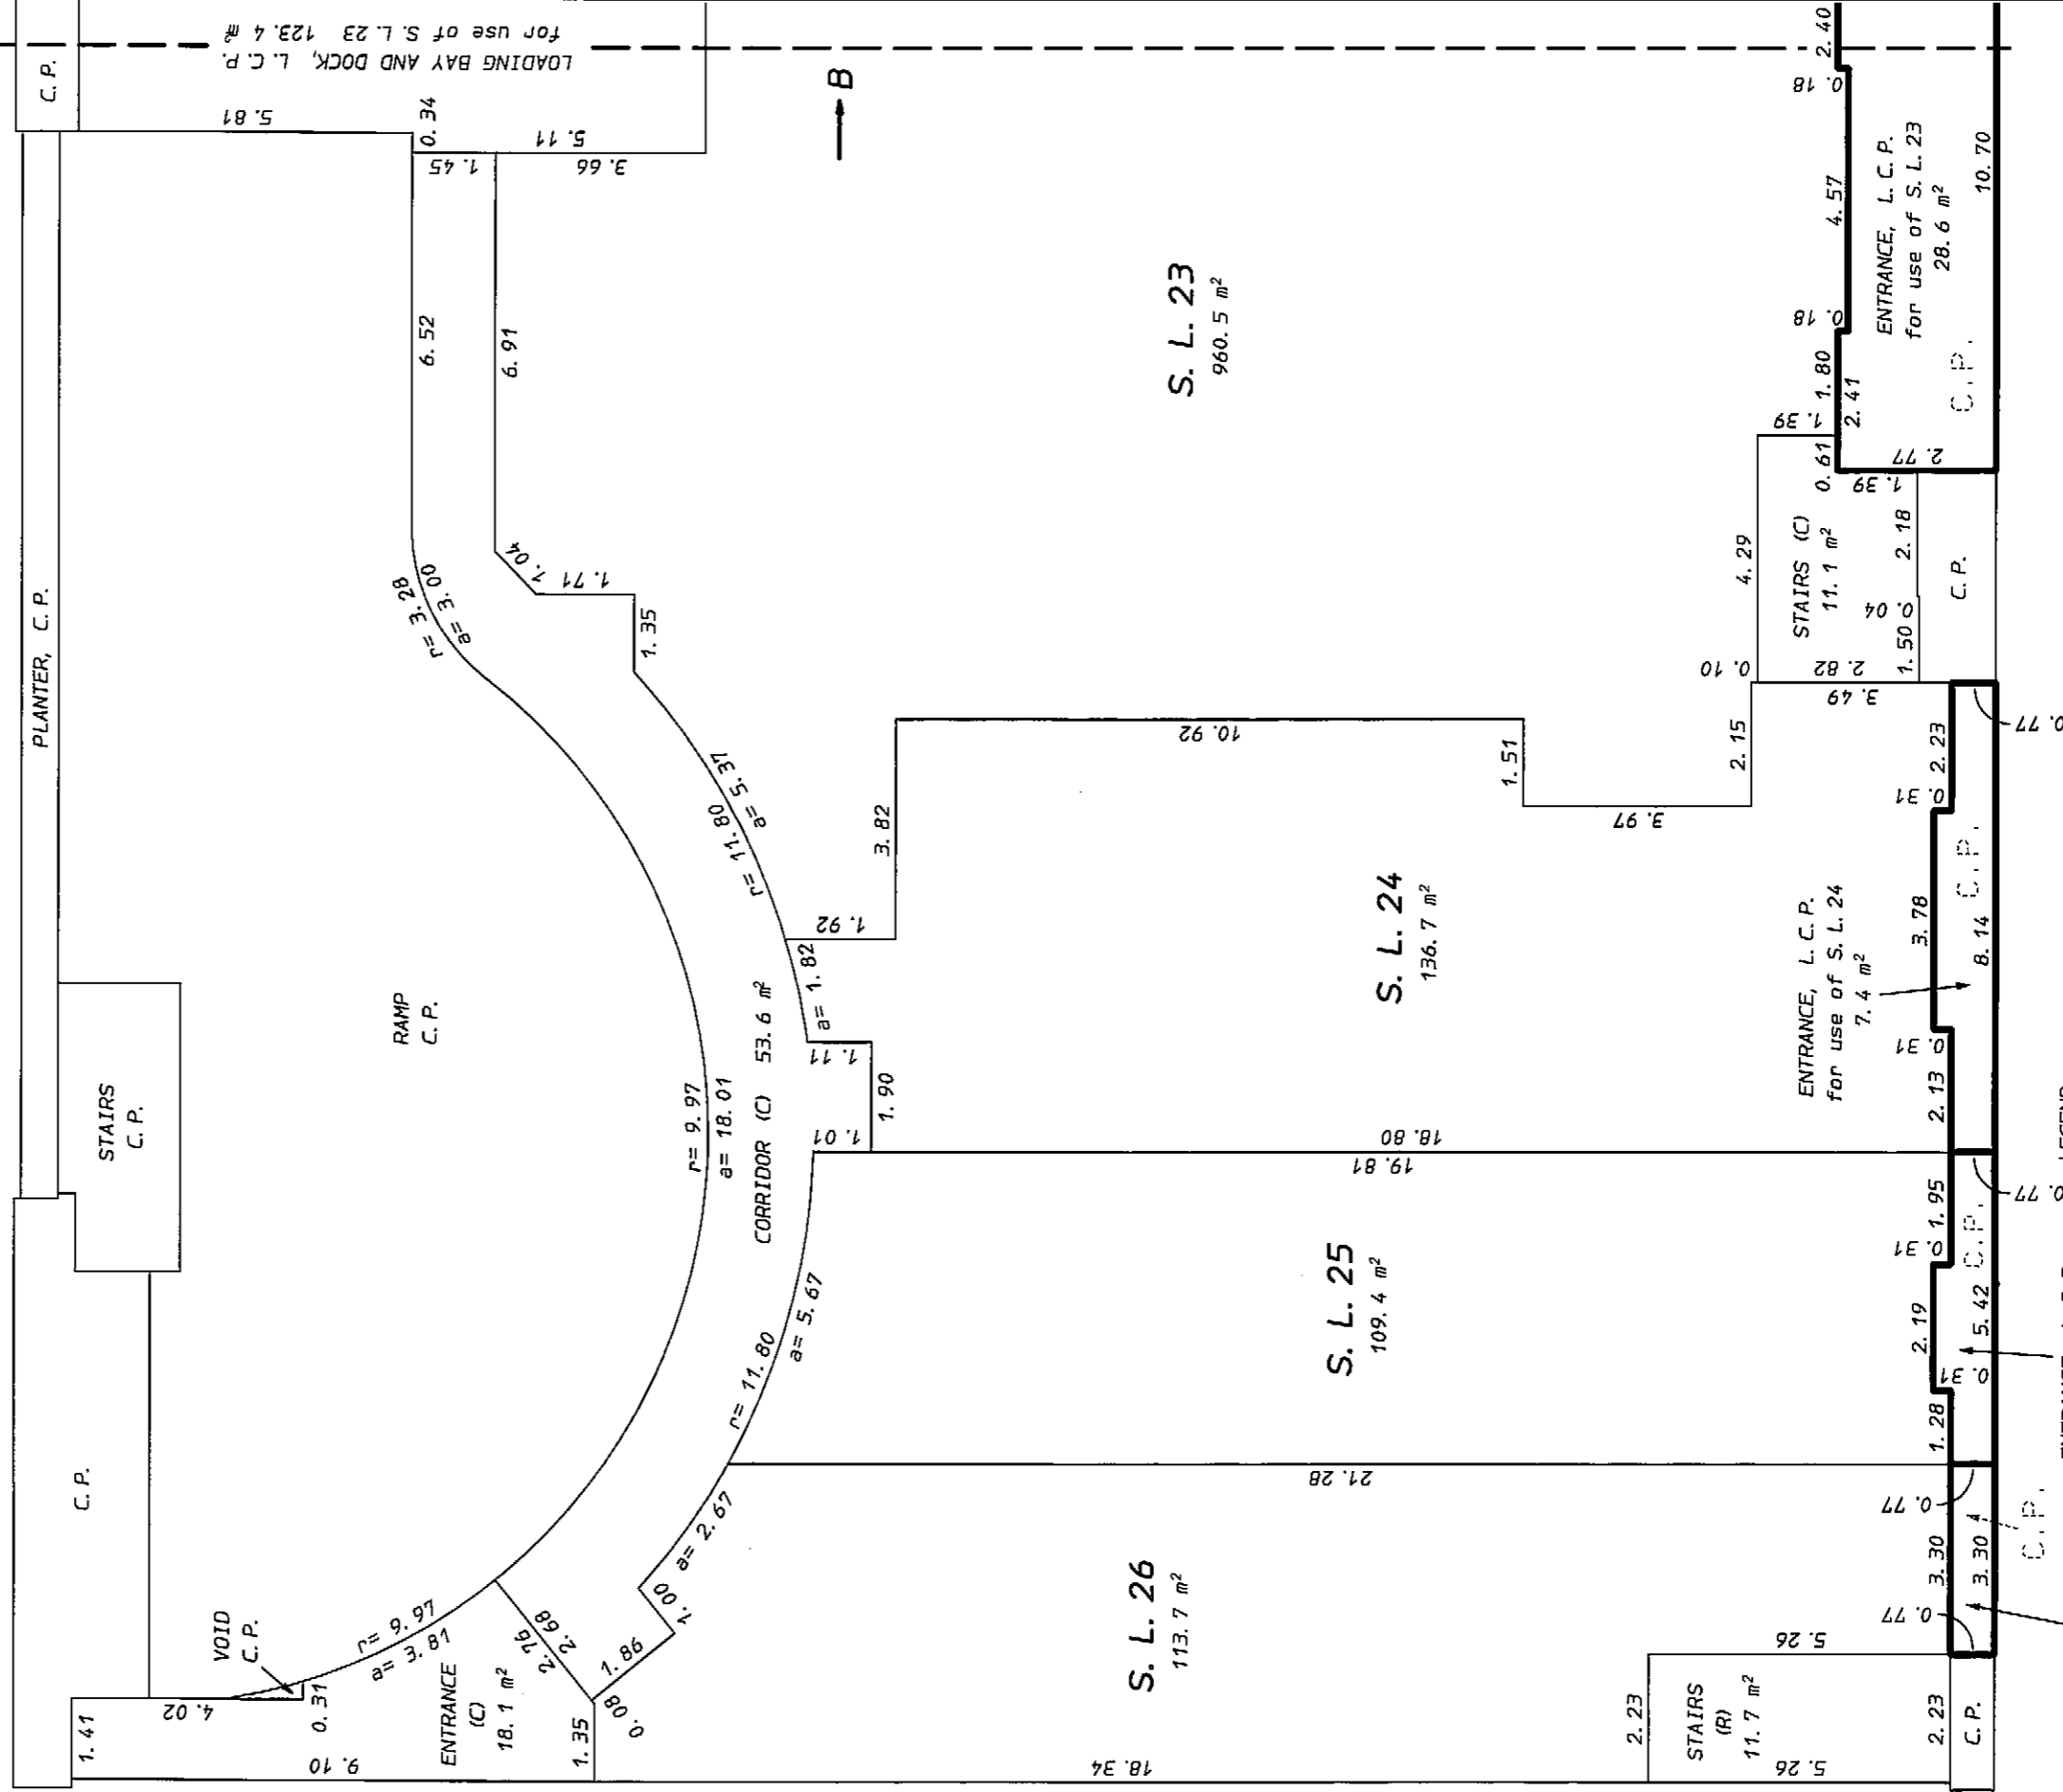 LOADING BAY AND DOCK, L. C. P.
for use of S. L. 23 123. 4 m²
C. P.
5. 81
0. 34
1. 45
5. 11
3. 66
B
2. 40
0. 18
4. 57
0. 18
1. 80
2. 41
ENTRANCE, L. C. P.
for use of S. L. 23
28. 6 m²
10. 70
C. P.
2. 77
1. 39
0. 61
1. 39
PLANTER, C. P.
6. 52
6. 91
S. L. 23
960. 5 m²
r= 3. 28
a= 3. 00
1. 04
1. 71
1. 35
4. 29
STAIRS (C)
11. 1 m²
2. 18
0. 04
1. 50
2. 82
0. 10
3. 49
C. P.
RAMP
C. P.
STAIRS
C. P.
r= 11. 80
a= 5. 37
3. 82
1. 92
10. 92
1. 51
3. 97
2. 15
2. 23
0. 31
0. 77
a= 1. 82
1. 11
1. 90
1. 01
S. L. 24
136. 7 m²
ENTRANCE, L. C. P.
for use of S. L. 24
7. 4 m²
3. 78
8. 14
C. P.
0. 31
2. 13
r= 9. 97
a= 18. 01
CORRIDOR (C) 53. 6 m²
18. 80
19. 81
0. 77
1. 95
0. 31
C. P.
2. 19
5. 42
0. 31
1. 28
r= 11. 80
a= 5. 67
S. L. 25
109. 4 m²
21. 28
C. P.
VOID
C. P.
r= 9. 97
a= 3. 81
4. 02
0. 31
1. 41
9. 10
ENTRANCE
(C)
18. 1 m²
2. 76
2. 68
1. 86
0. 08
1. 35
1. 00
a= 2. 67
S. L. 26
113. 7 m²
18. 34
0. 77
3. 30
3. 30
0. 77
C. P.
5. 26
2. 23
STAIRS
(R)
11. 7 m²
5. 26
2. 23
C. P.